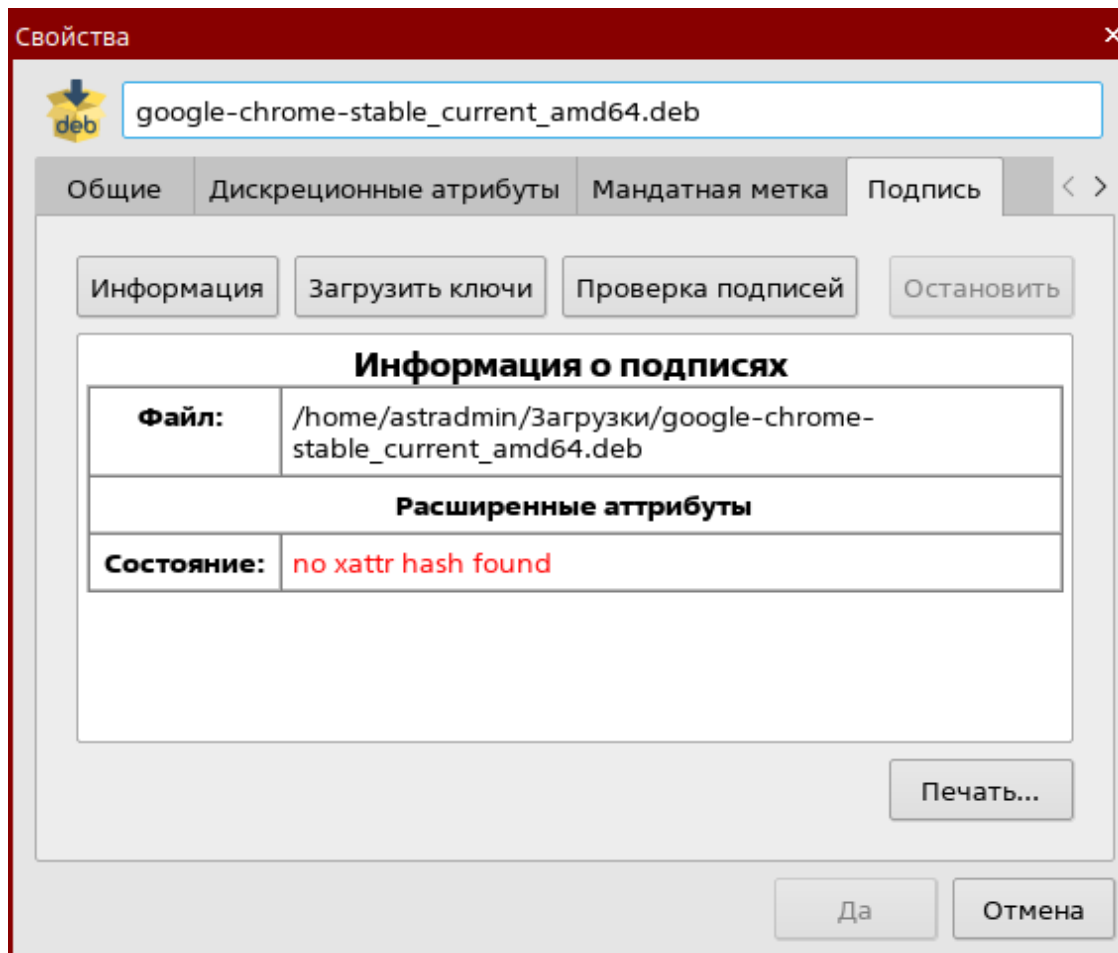 Свойства
deb
google-chrome-stable_current_amd64.deb
Общие
Дискреционные атрибуты
Мандатная метка
Подпись
Информация
Загрузить ключи
Проверка подписей
Остановить
Информация о подписях
Файл:
/home/astradmin/Загрузки/google-chrome-
stable_current_amd64.deb
Расширенные аттрибуты
Состояние:
no xattr hash found
Печать...
Да
Отмена